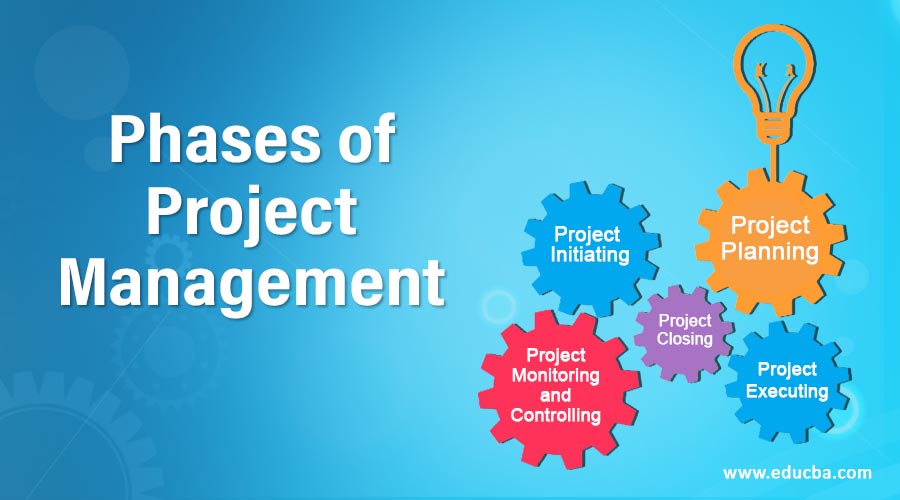 Phases of
Project
Management
Project
Initiating
Project
Planning
Project
Closing
Project
Monitoring
and
Controlling
Project
Executing
www.educba.com